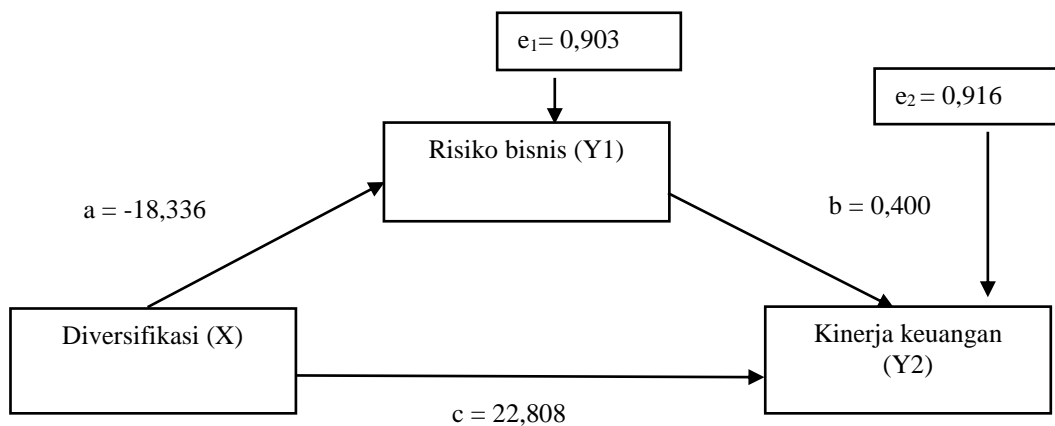 e₁= 0,903
e₂ = 0,916
Risiko bisnis (Y1)
a = -18,336
b = 0,400
Diversifikasi (X)
Kinerja keuangan
(Y2)
c = 22,808